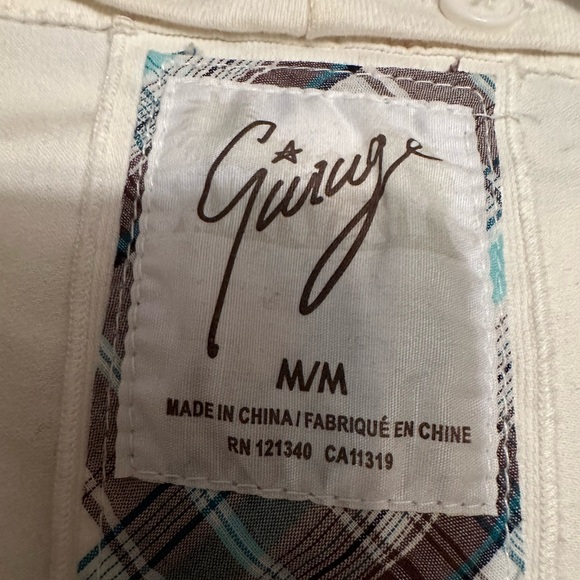 Garage
M/M
MADE IN CHINA / FABRIQUÉ EN CHINE
RN 121340 CA11319